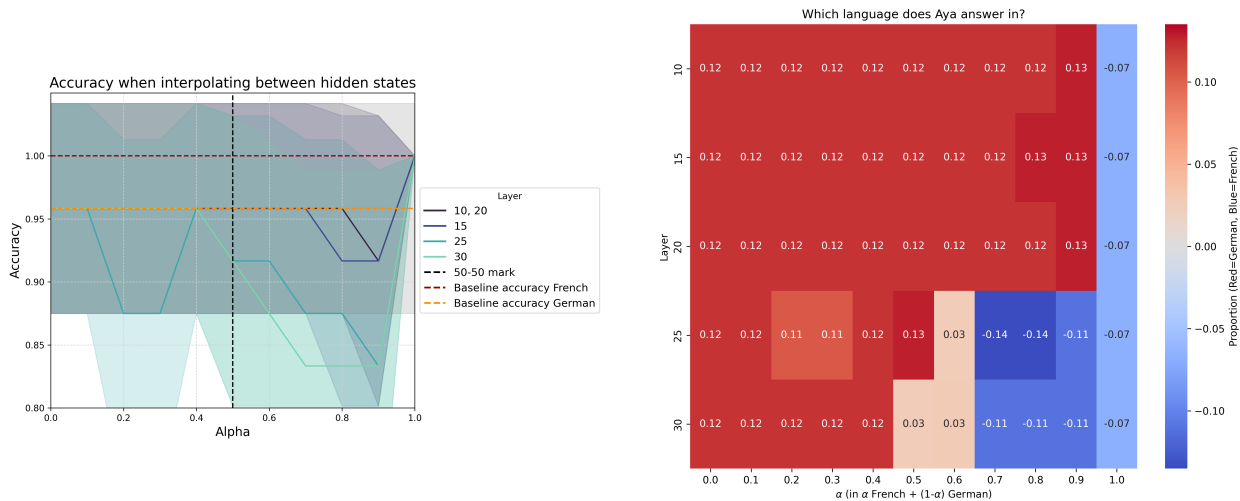 Accuracy when interpolating between hidden states
1.00
0.95
0.90
0.85
0.80
Accuracy
0.0 0.2 0.4 0.6 0.8 1.0
Alpha
Layer
10, 20
15
25
30
50-50 mark
Baseline accuracy French
Baseline accuracy German
Which language does Aya answer in?
Layer
10 0.12 0.12 0.12 0.12 0.12 0.12 0.12 0.12 0.12 0.13 -0.07
15 0.12 0.12 0.12 0.12 0.12 0.12 0.12 0.12 0.13 0.13 -0.07
20 0.12 0.12 0.12 0.12 0.12 0.12 0.12 0.12 0.12 0.13 -0.07
25 0.12 0.12 0.11 0.11 0.12 0.13 0.03 -0.14 -0.14 -0.11 -0.07
30 0.12 0.12 0.12 0.12 0.12 0.03 0.03 -0.11 -0.11 -0.11 -0.07
0.0 0.1 0.2 0.3 0.4 0.5 0.6 0.7 0.8 0.9 1.0
α (in α French + (1-α) German)
0.10
0.05
0.00
−0.05
−0.10
Proportion (Red=German, Blue=French)